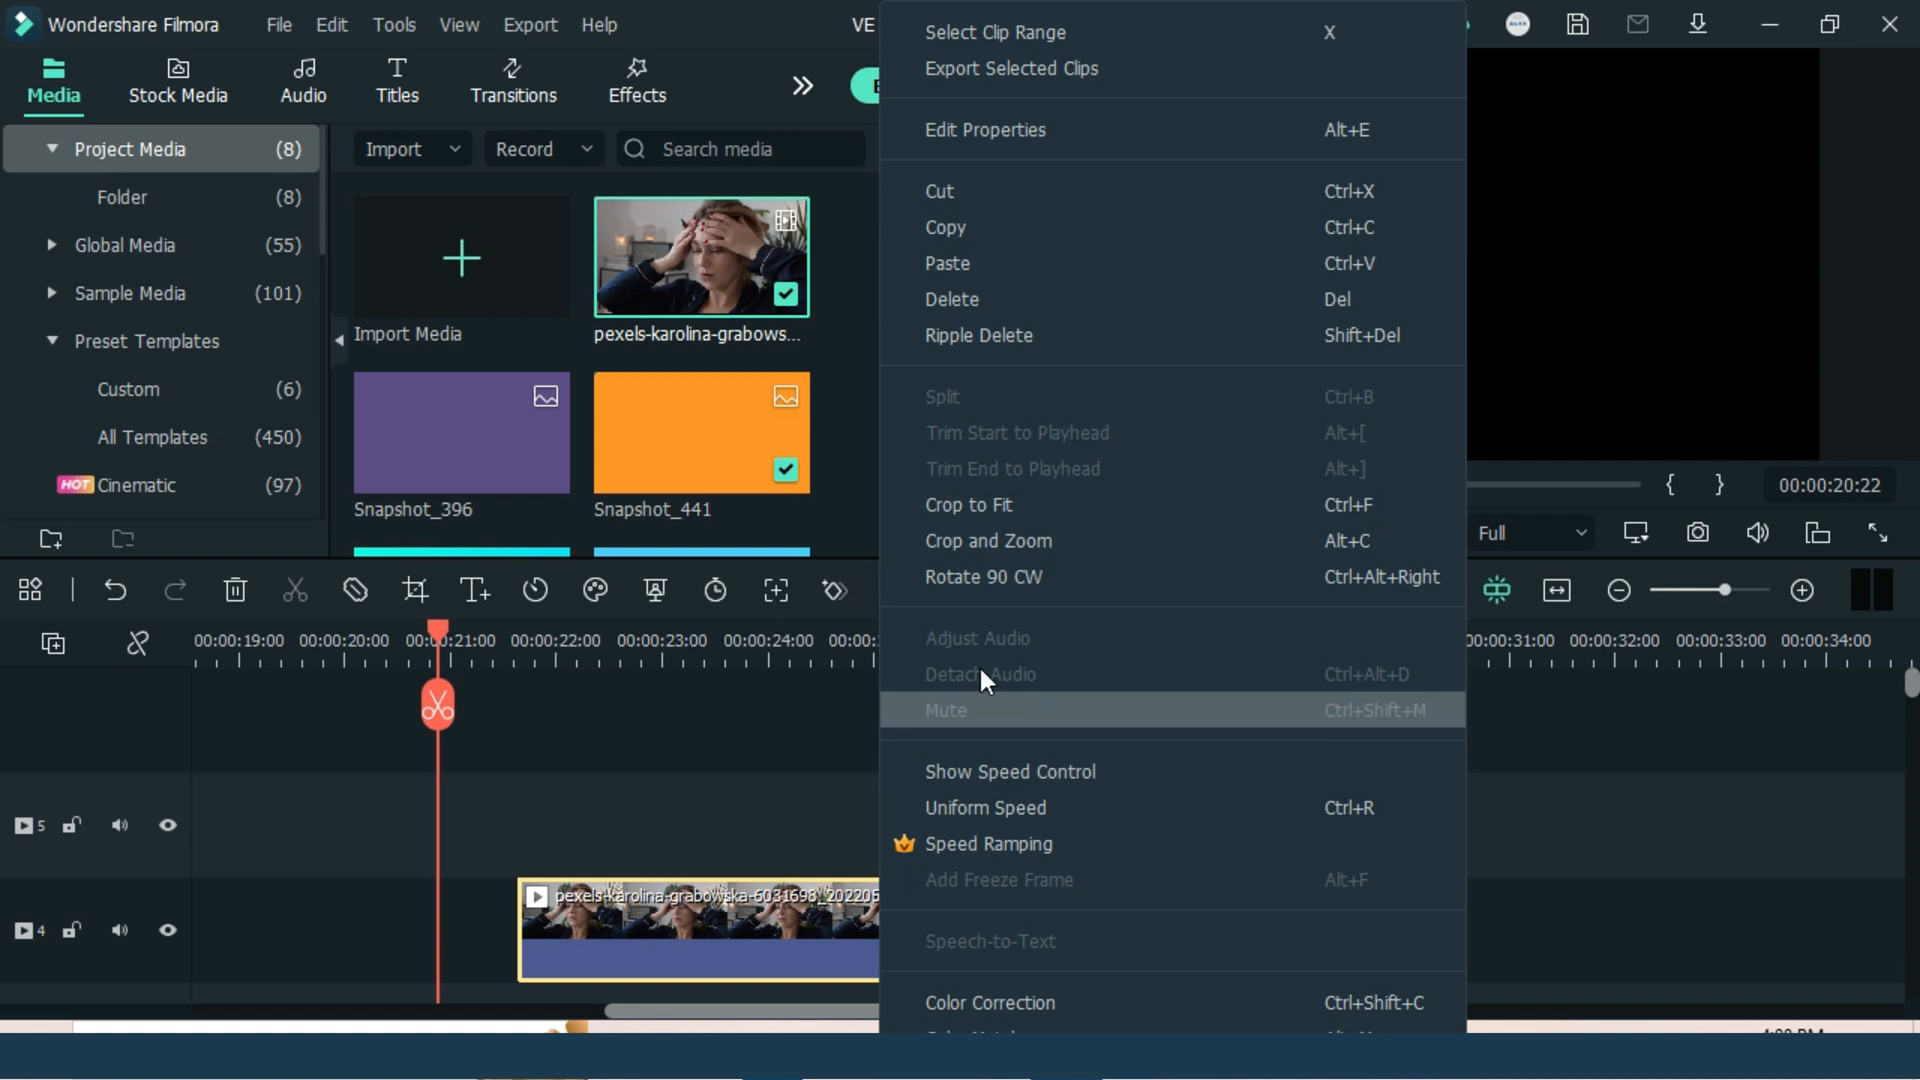 Wondershare Filmora File Edit Tools View Export Help VE
Media Stock Media Audio Titles Transitions Effects
Project Media (8)
Folder (8)
Global Media (55)
Sample Media (101)
Preset Templates
Custom (6)
All Templates (450)
HOT Cinematic (97)
Import Record Search media
Import Media pexels-karolina-grabows...
Snapshot_396 Snapshot_441
Select Clip Range X
Export Selected Clips
Edit Properties Alt+E
Cut Ctrl+X
Copy Ctrl+C
Paste Ctrl+V
Delete Del
Ripple Delete Shift+Del
Split Ctrl+B
Trim Start to Playhead Alt+[
Trim End to Playhead Alt+]
Crop to Fit Ctrl+F
Crop and Zoom Alt+C
Rotate 90 CW Ctrl+Alt+Right
Adjust Audio
Detach Audio Ctrl+Alt+D
Mute Ctrl+Shift+M
Show Speed Control
Uniform Speed Ctrl+R
Speed Ramping
Add Freeze Frame Alt+F
Speech-to-Text
Color Correction Ctrl+Shift+C
{ } 00:00:20:22
Full
00:00:19:00 00:00:20:00 00:00:21:00 00:00:22:00 00:00:23:00 00:00:24:00 00:00: 00:00:31:00 00:00:32:00 00:00:33:00 00:00:34:00
5
4
pexels-karolina-grabowska-6031698_202205